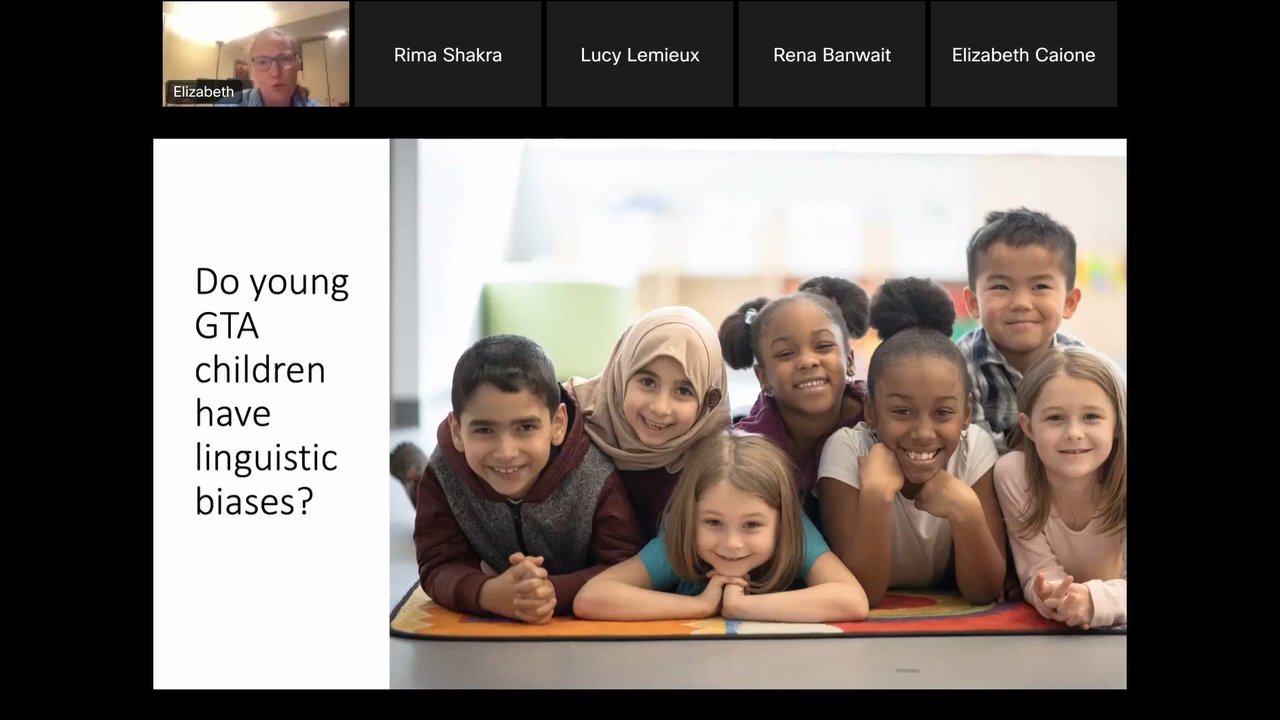 Elizabeth
Rima Shakra
Lucy Lemieux
Rena Banwait
Elizabeth Caione
Do young
GTA
children
have
linguistic
biases?